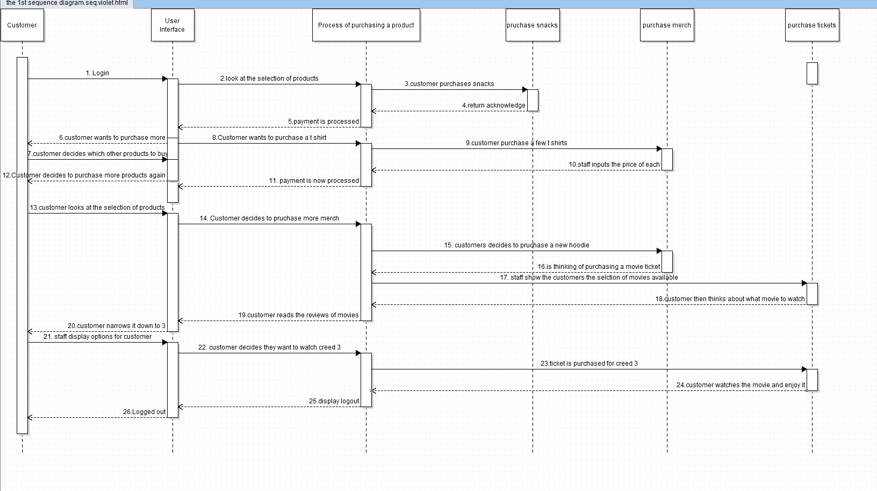 the 1st sequence diagram.seq.violet.html
Customer
User
Interface
Process of purchasing a product
pruchase snacks
purchase merch
purchase tickets
1. Login
2.look at the selection of products
3.customer purchases snacks
4.return acknowledge
5.payment is processed
6.customer wants to purchase more
7.customer decides which other products to buy
8.Customer wants to purchase a t shirt
9.customer purchase a few t shirts
10.staff inputs the price of each
11. payment is now processed
12.Customer decides to purchase more products again
13.customer looks at the selection of products
14. Customer decides to pruchase more merch
15. customers decides to pruchase a new hoodie
16.is thinking of purchasing a movie ticket
17. staff show the customers the selction of movies available
18.customer then thinks about what movie to watch
19.customer reads the reviews of movies
20.customer narrows it down to 3
21. staff display options for customer
22. customer decides they want to watch creed 3
23.ticket is purchased for creed 3
24.customer watches the movie and enjoy it
25.display logout
26.Logged out